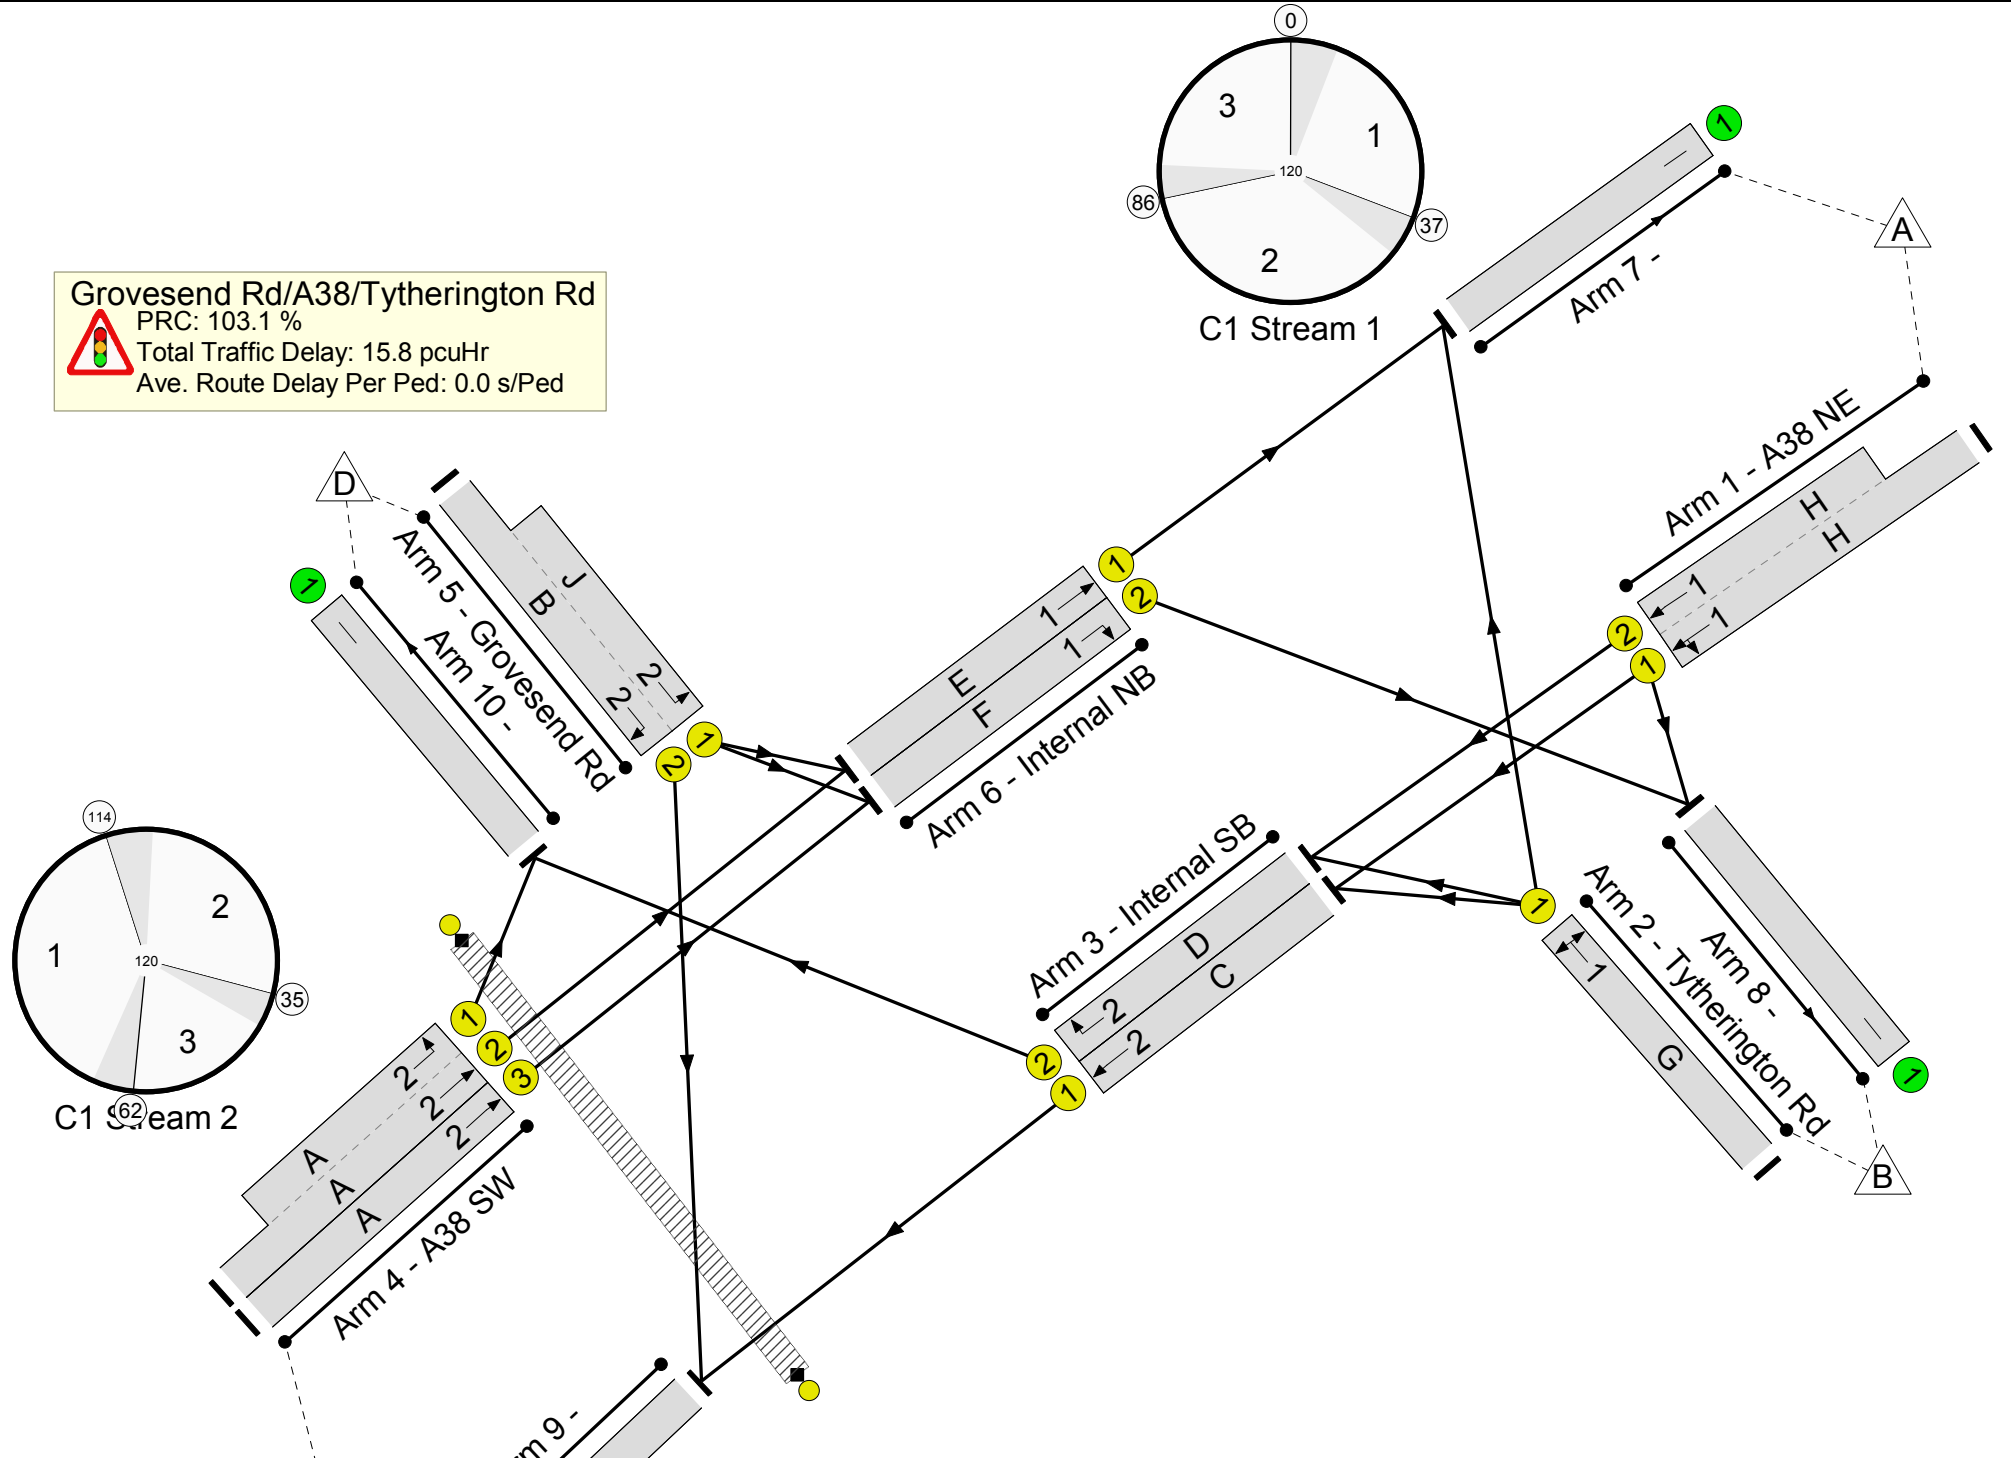 0
3
1
120
86
37
2
C1 Stream 1
1
A
Arm 7 -
Grovesend Rd/A38/Tytherington Rd
PRC: 103.1 %
Total Traffic Delay: 15.8 pcuHr
Ave. Route Delay Per Ped: 0.0 s/Ped
Arm 1 - A38 NE
H
H
1
1
2
1
D
1
Arm 5 - Grovesend Rd
Arm 10 -
J
B
2
2
1
2
1
2
E
F
1
1
Arm 6 - Internal NB
Arm 3 - Internal SB
D
C
2
2
2
1
1
Arm 2 - Tytherington Rd
Arm 8 -
1
G
1
B
114
2
1
120
35
3
62
C1 Stream 2
1
2
3
2
2
2
A
A
A
Arm 4 - A38 SW
rm 9 -